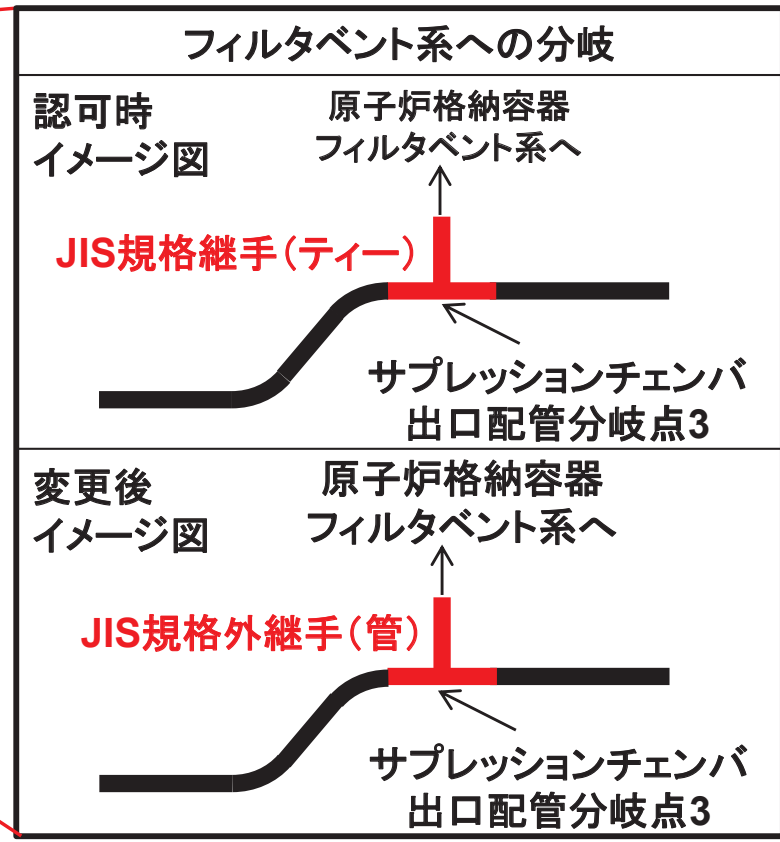 フィルタベント系への分岐
認可時
イメージ図
原子炉格納容器
フィルタベント系へ
JIS規格継手(ティー)
サプレッションチェンバ
出口配管分岐点3
変更後
イメージ図
原子炉格納容器
フィルタベント系へ
JIS規格外継手(管)
サプレッションチェンバ
出口配管分岐点3